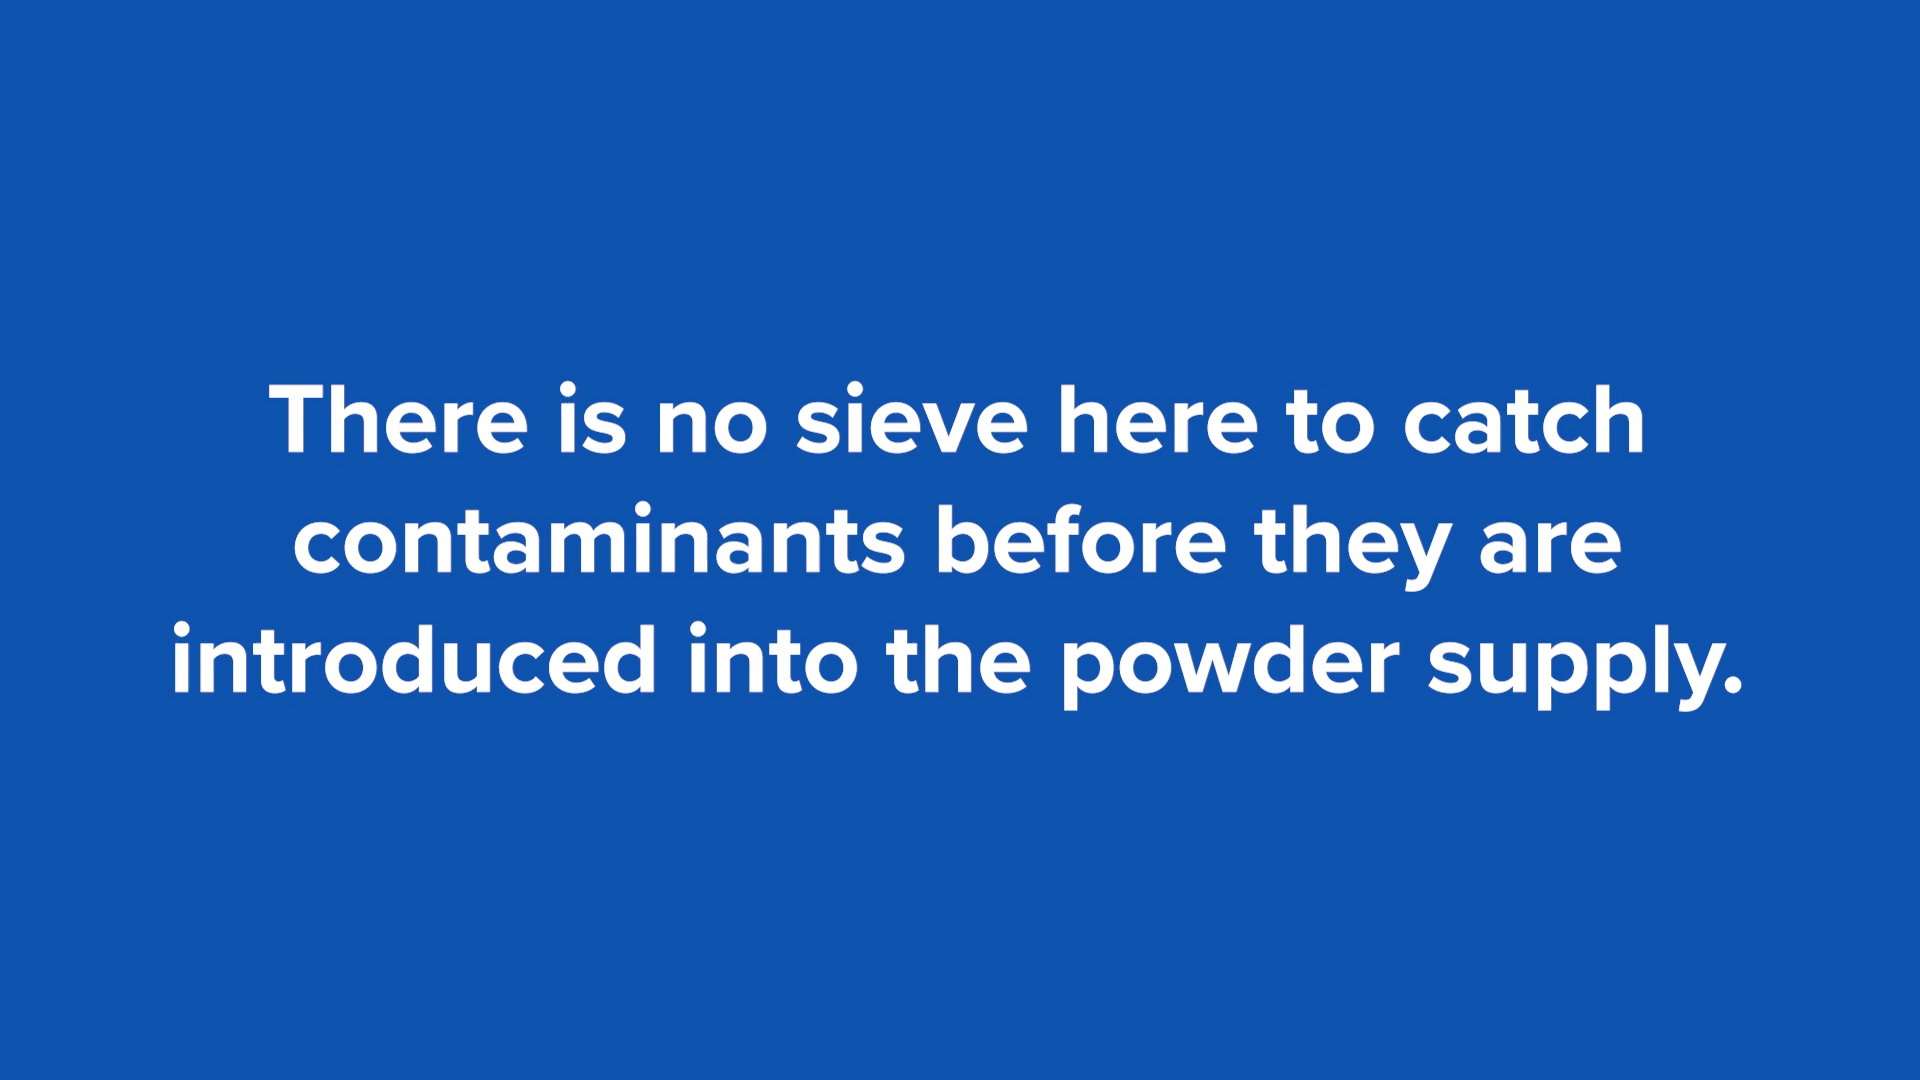 There is no sieve here to catch
contaminants before they are
introduced into the powder supply.